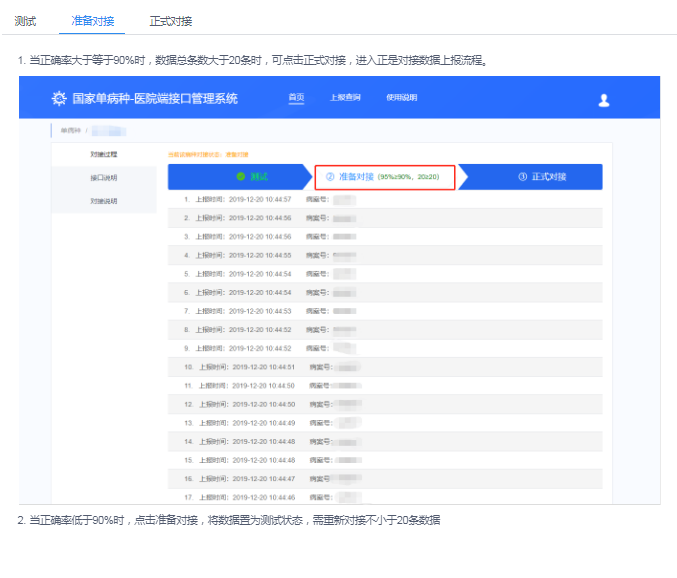 测试 准备对接 正式对接
1. 当正确率大于等于90%时，数据总条数大于20条时，可点击正式对接，进入正是对接数据上报流程。
国家单病种-医院端接口管理系统 首页 上报查询 使用说明
单病种 /
对接过程
当前该病种对接状态：准备对接
接口说明
测试 ② 准备对接 (95%≥90%，20≥20) ③ 正式对接
对接说明
1. 上报时间：2019-12-20 10:44:57 病案号：
2. 上报时间：2019-12-20 10:44:56 病案号：
3. 上报时间：2019-12-20 10:44:56 病案号：
4. 上报时间：2019-12-20 10:44:55 病案号：
5. 上报时间：2019-12-20 10:44:54 病案号：
6. 上报时间：2019-12-20 10:44:54 病案号：
7. 上报时间：2019-12-20 10:44:53 病案号：
8. 上报时间：2019-12-20 10:44:52 病案号：
9. 上报时间：2019-12-20 10:44:52 病案号：
10. 上报时间：2019-12-20 10:44:51 病案号：
11. 上报时间：2019-12-20 10:44:50 病案号：
12. 上报时间：2019-12-20 10:44:50 病案号：
13. 上报时间：2019-12-20 10:44:49 病案号：
14. 上报时间：2019-12-20 10:44:48 病案号：
15. 上报时间：2019-12-20 10:44:48 病案号：
16. 上报时间：2019-12-20 10:44:47 病案号：
17. 上报时间：2019-12-20 10:44:46 病案号：
2. 当正确率低于90%时，点击准备对接，将数据置为测试状态，需重新对接不小于20条数据